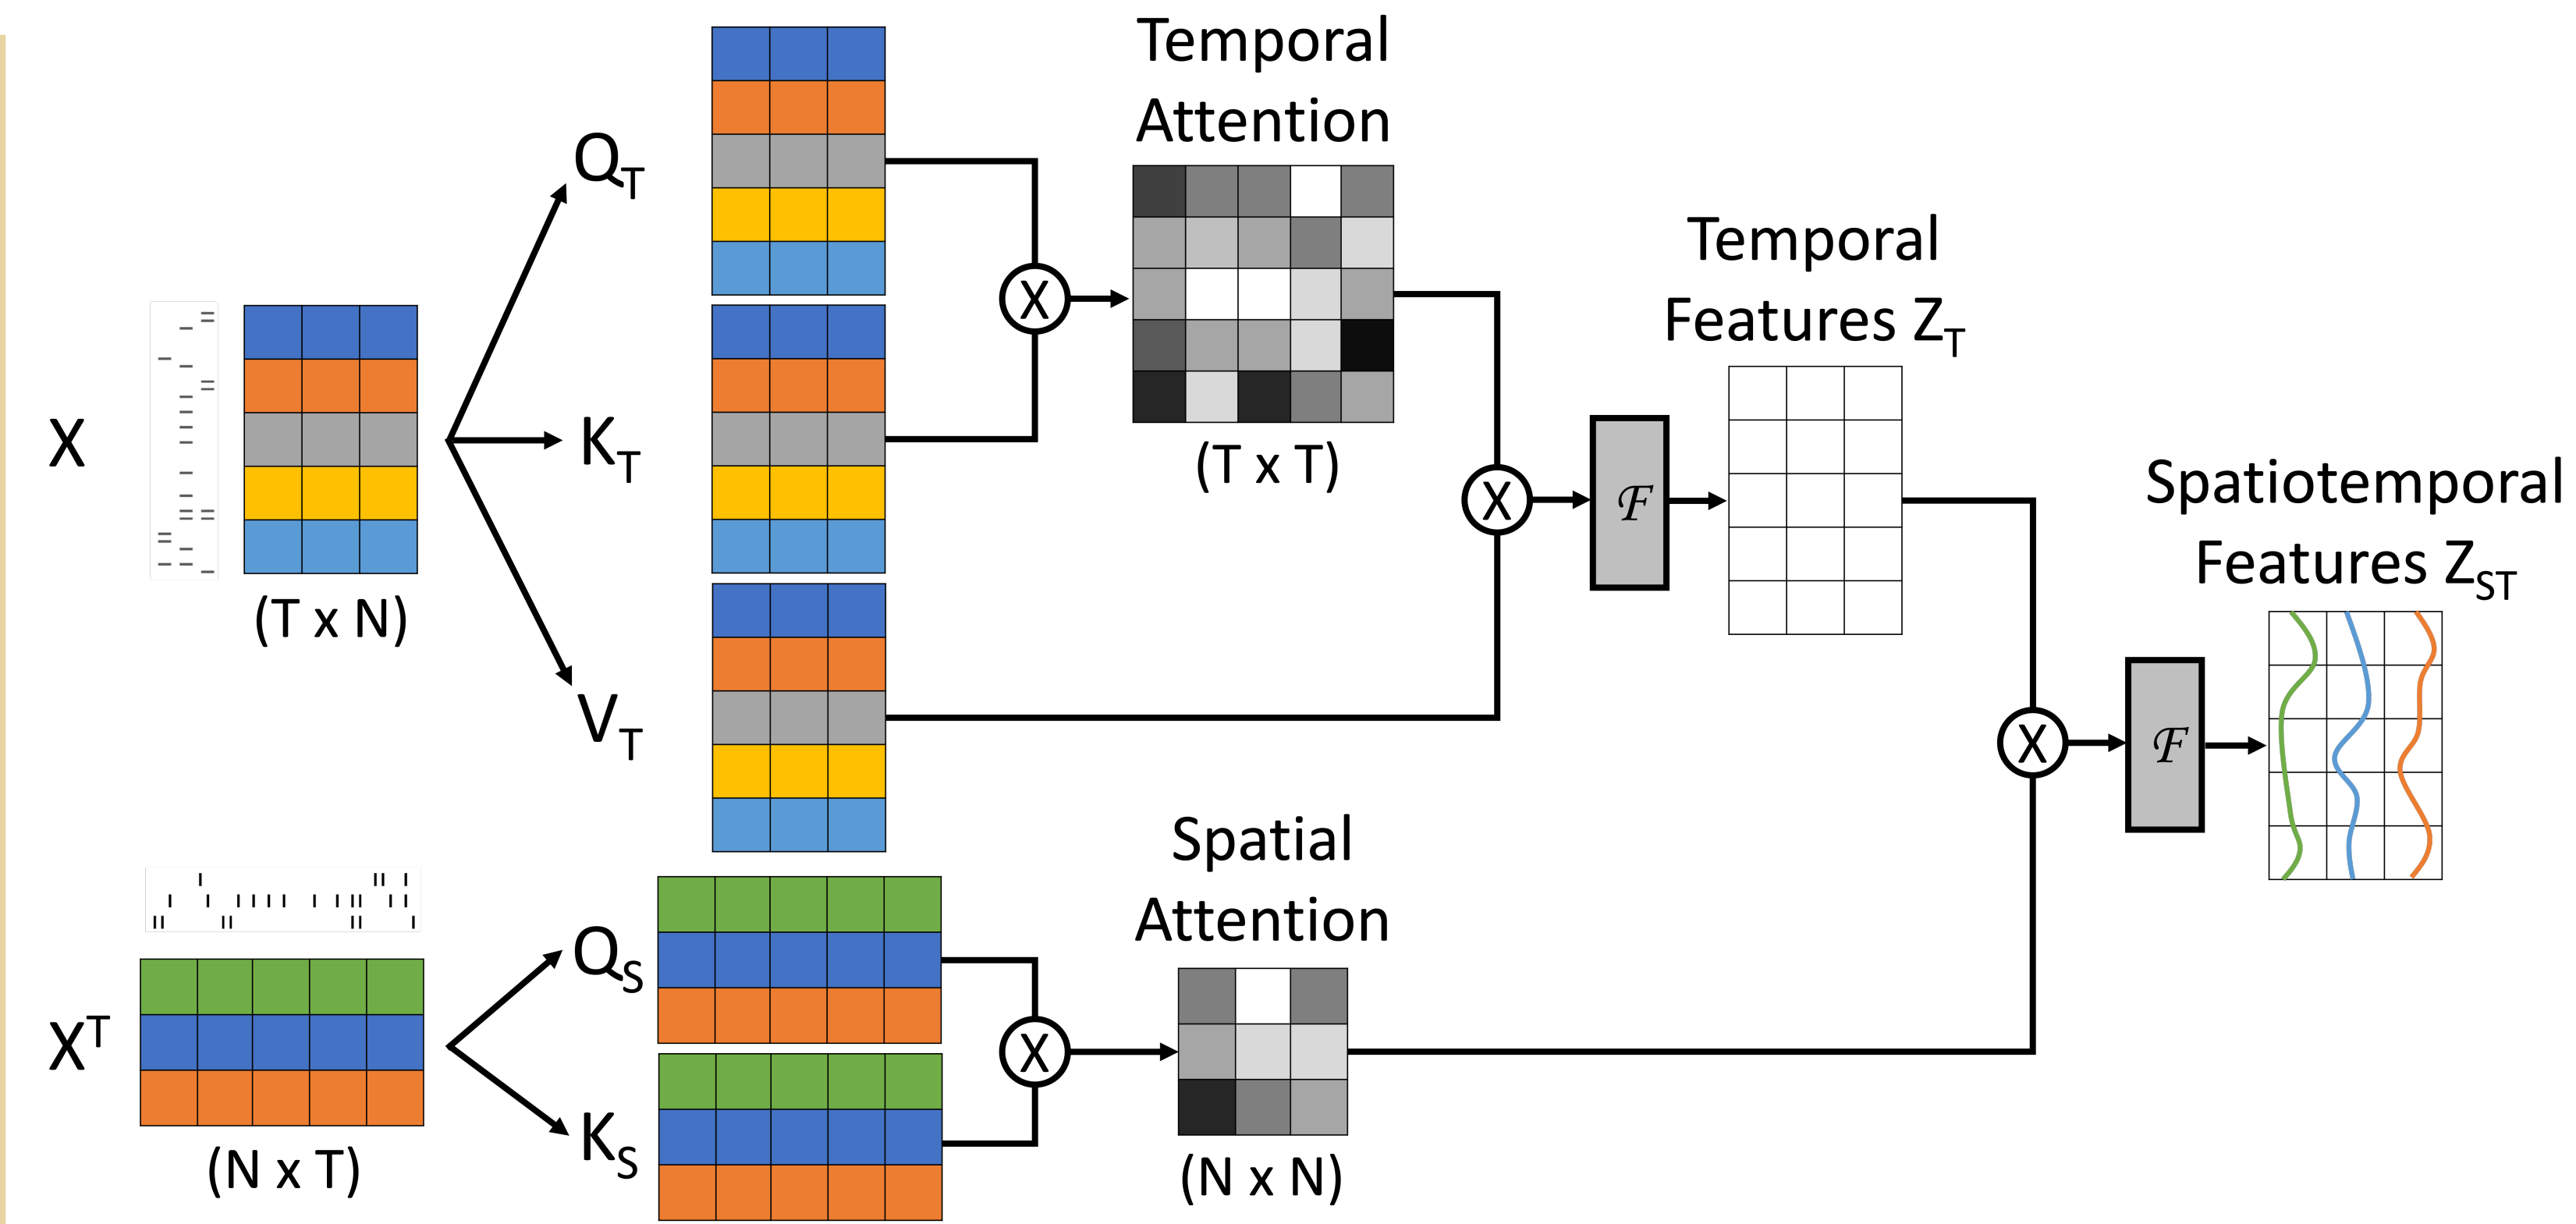 X
(T x N)
Q_T
K_T
V_T
X
Temporal
Attention
(T x T)
X
ℱ
Temporal
Features Z_T
X^T
(N x T)
Q_S
K_S
X
Spatial
Attention
(N x N)
X
ℱ
Spatiotemporal
Features Z_ST